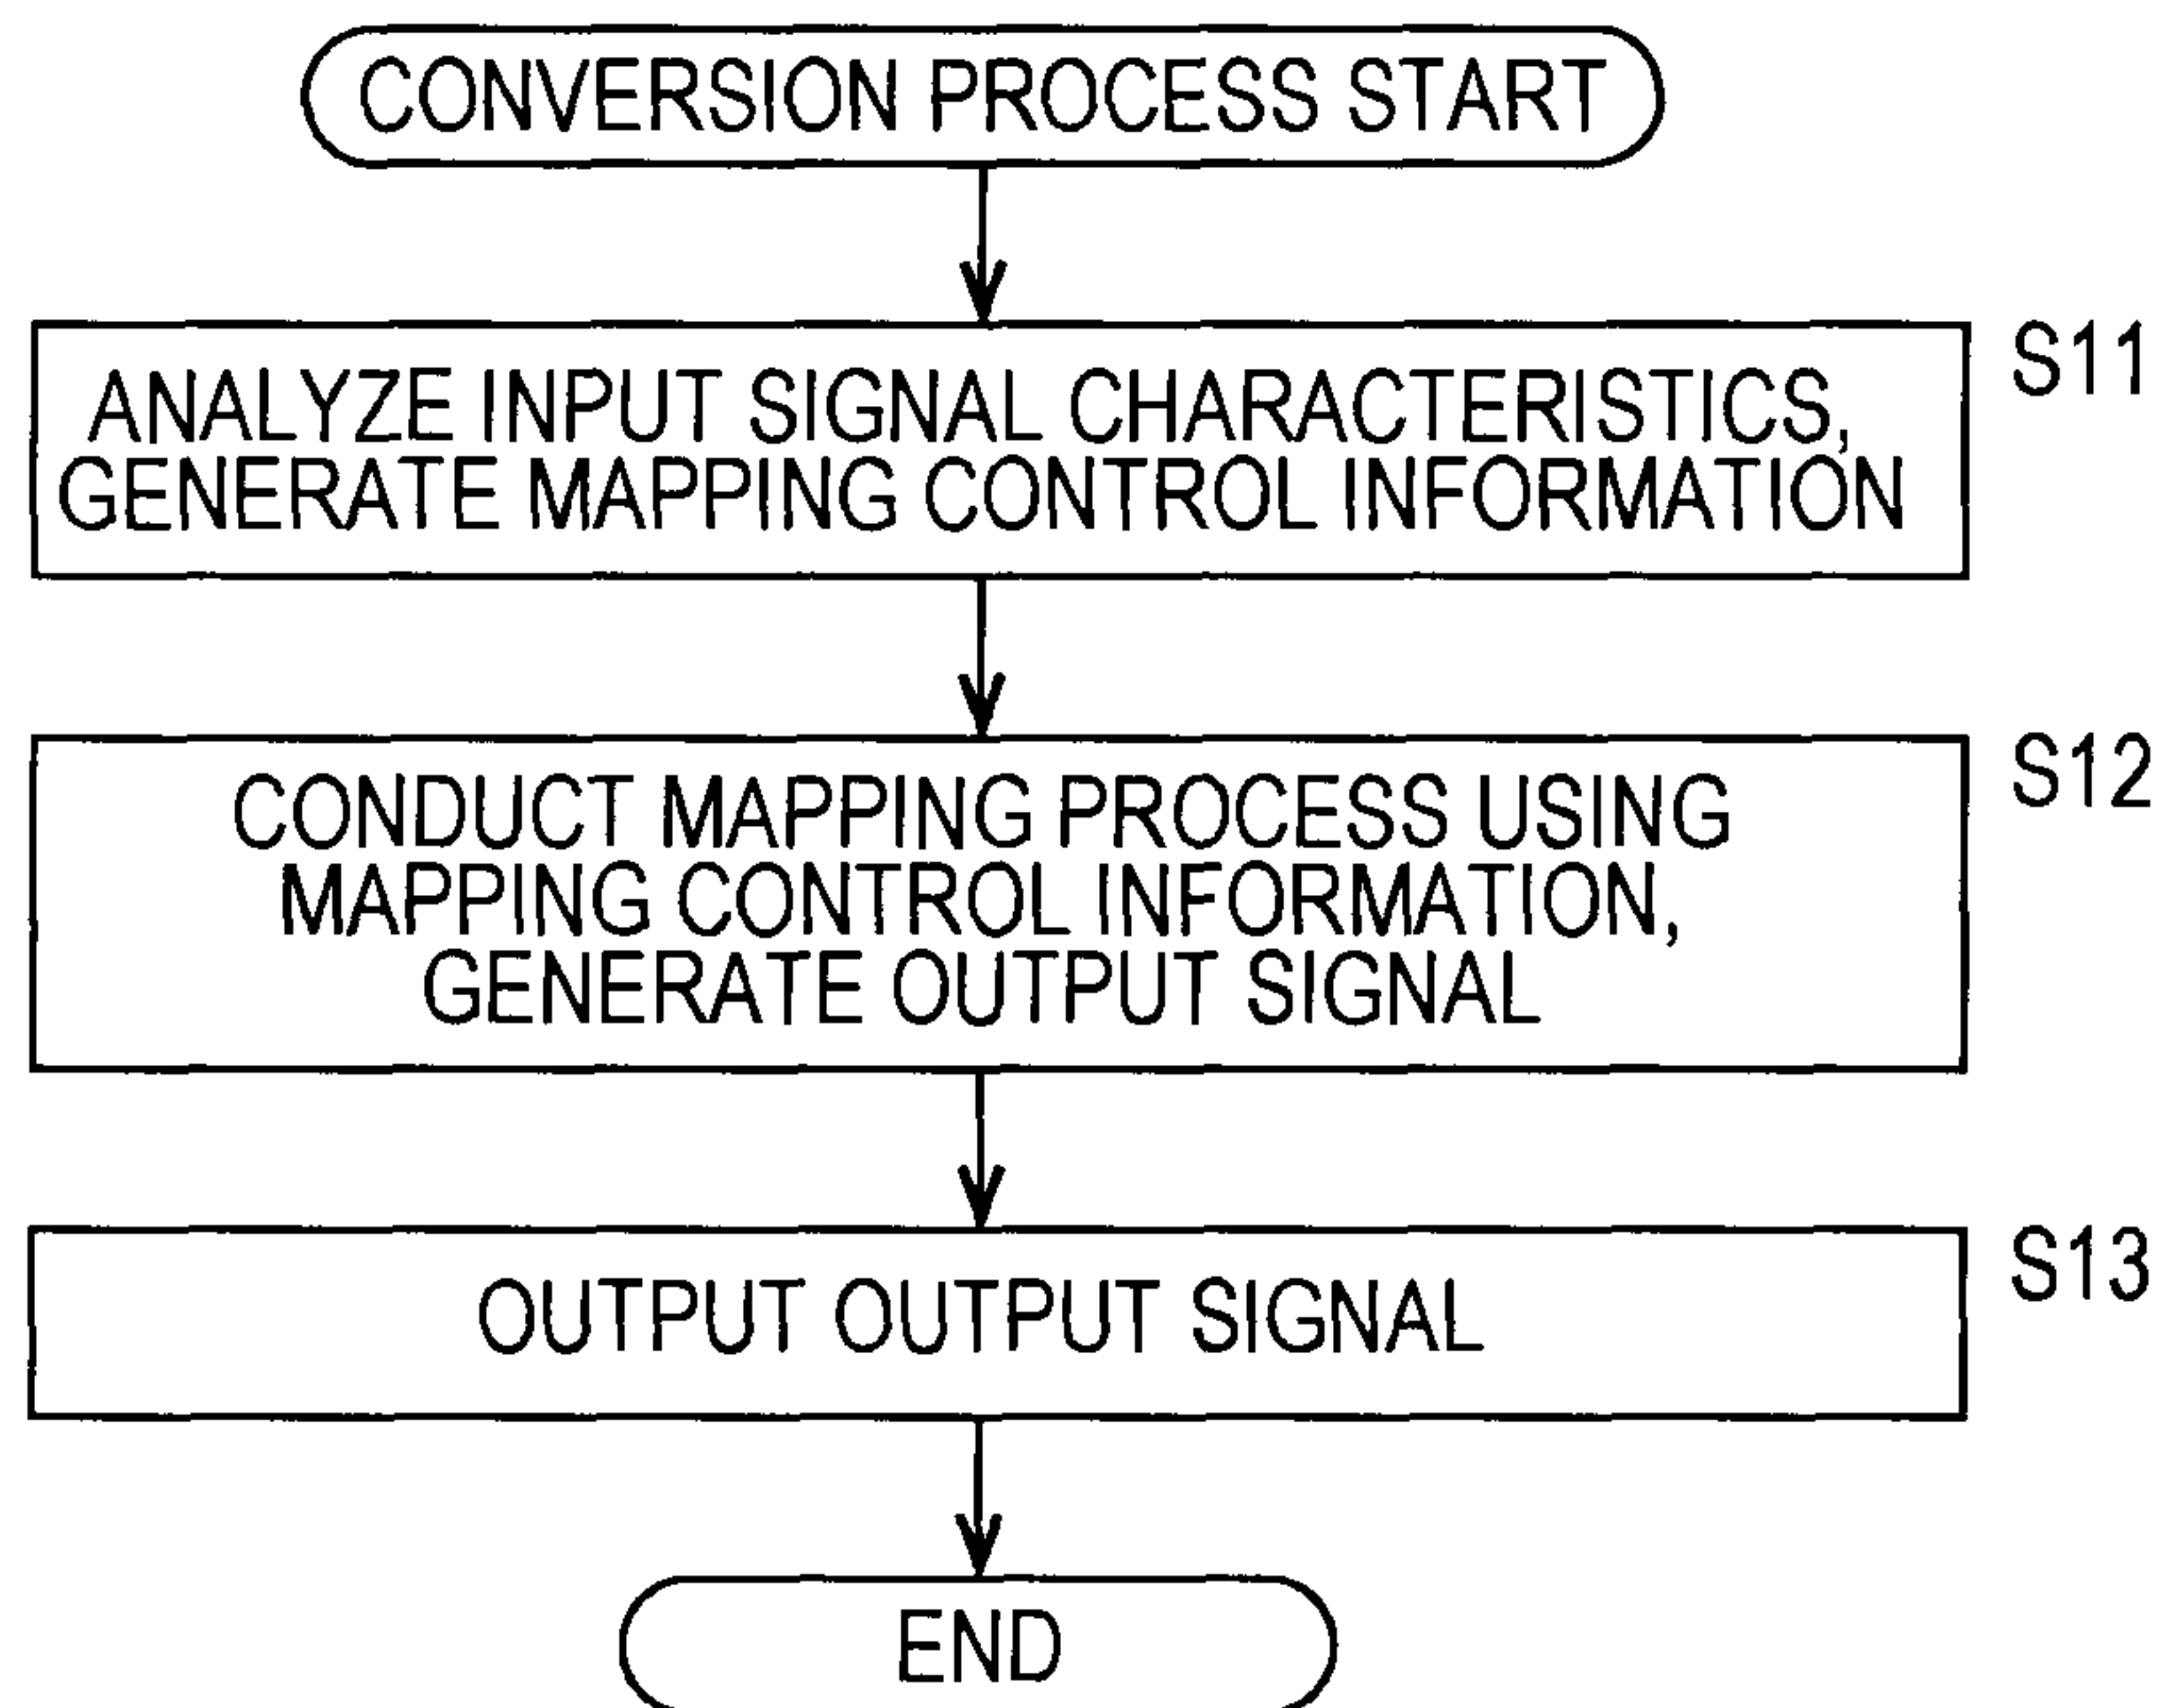 CONVERSION PROCESS START
S11
ANALYZE INPUT SIGNAL CHARACTERISTICS,
GENERATE MAPPING CONTROL INFORMATION
S12
CONDUCT MAPPING PROCESS USING
MAPPING CONTROL INFORMATION,
GENERATE OUTPUT SIGNAL
S13
OUTPUT OUTPUT SIGNAL
END